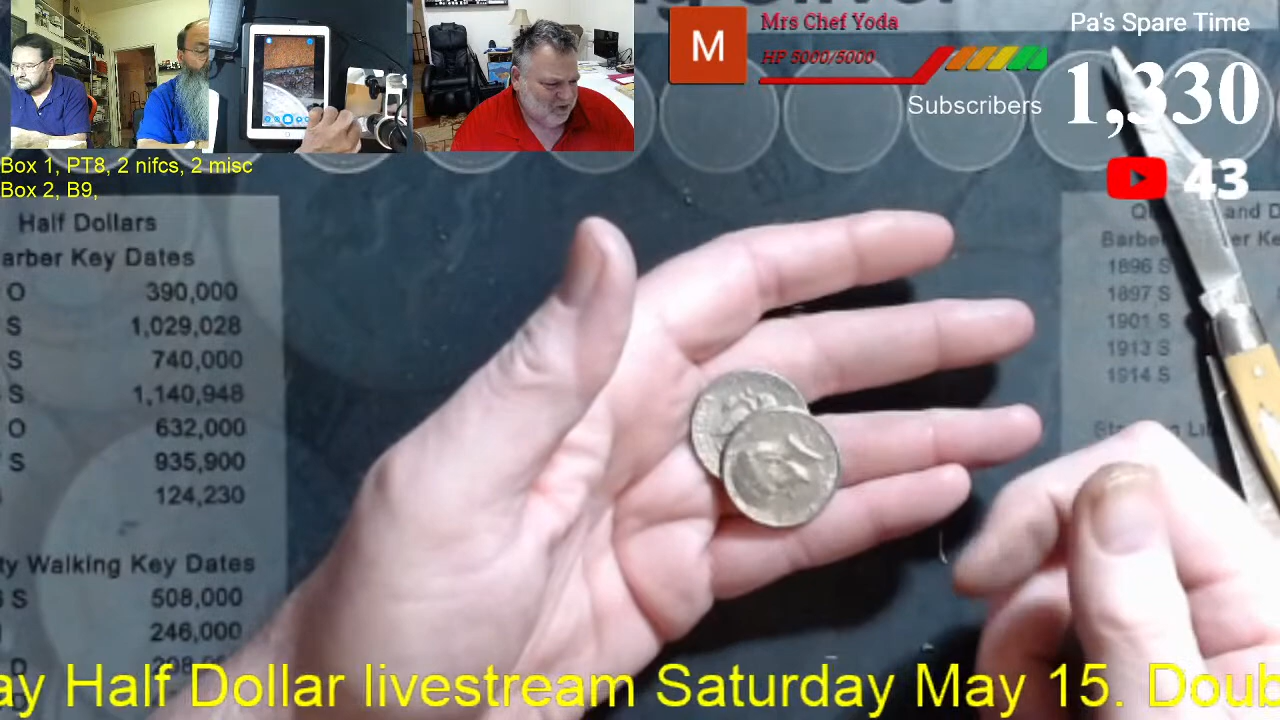 Mrs Chef Yoda
HP 5000/5000
M
Pa's Spare Time
Subscribers 1,330
43
Box 1, PT8, 2 nifcs, 2 misc
Box 2, B9,
Half Dollars
arber Key Dates
O 390,000
S 1,029,028
S 740,000
S 1,140,948
O 632,000
S 935,900
124,230
ty Walking Key Dates
S 508,000
246,000
D
and D
1896 S
1897 S
1901 S
1913 S
1914 S
ay Half Dollar livestream Saturday May 15. Doub